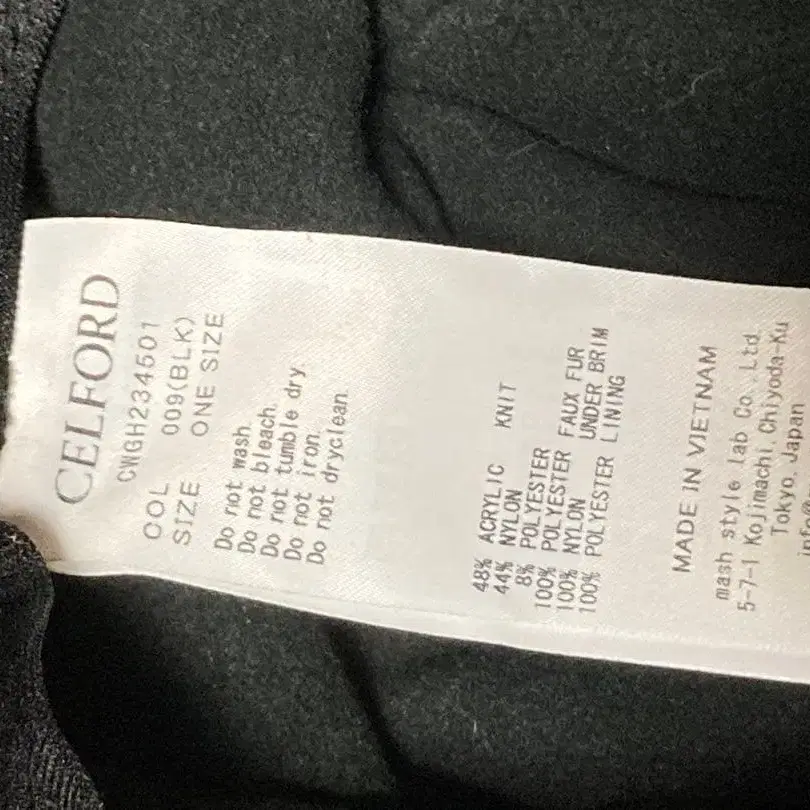 CELFORD
CWGH234501
COL 009(BLK)
SIZE ONE SIZE
Do not wash.
Do not bleach.
Do not tumble dry.
Do not iron.
Do not dryclean.
48% ACRYLIC KNIT
44% NYLON
8% POLYESTER
100% POLYESTER FAUX FUR
100% NYLON UNDER BRIM
100% POLYESTER LINING
MADE IN VIETNAM
mash style lab Co.,Ltd.
5-7-1 Kojimachi,Chiyoda-Ku
Tokyo, Japan